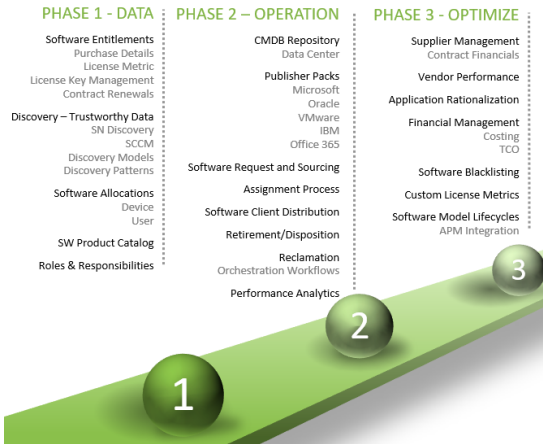 PHASE 1 - DATA
Software Entitlements
Purchase Details
License Metric
License Key Management
Contract Renewals
Discovery – Trustworthy Data
SN Discovery
SCCM
Discovery Models
Discovery Patterns
Software Allocations
Device
User
SW Product Catalog
Roles & Responsibilities
PHASE 2 – OPERATION
CMDB Repository
Data Center
Publisher Packs
Microsoft
Oracle
VMware
IBM
Office 365
Software Request and Sourcing
Assignment Process
Software Client Distribution
Retirement/Disposition
Reclamation
Orchestration Workflows
Performance Analytics
PHASE 3 - OPTIMIZE
Supplier Management
Contract Financials
Vendor Performance
Application Rationalization
Financial Management
Costing
TCO
Software Blacklisting
Custom License Metrics
Software Model Lifecycles
APM Integration
1
2
3